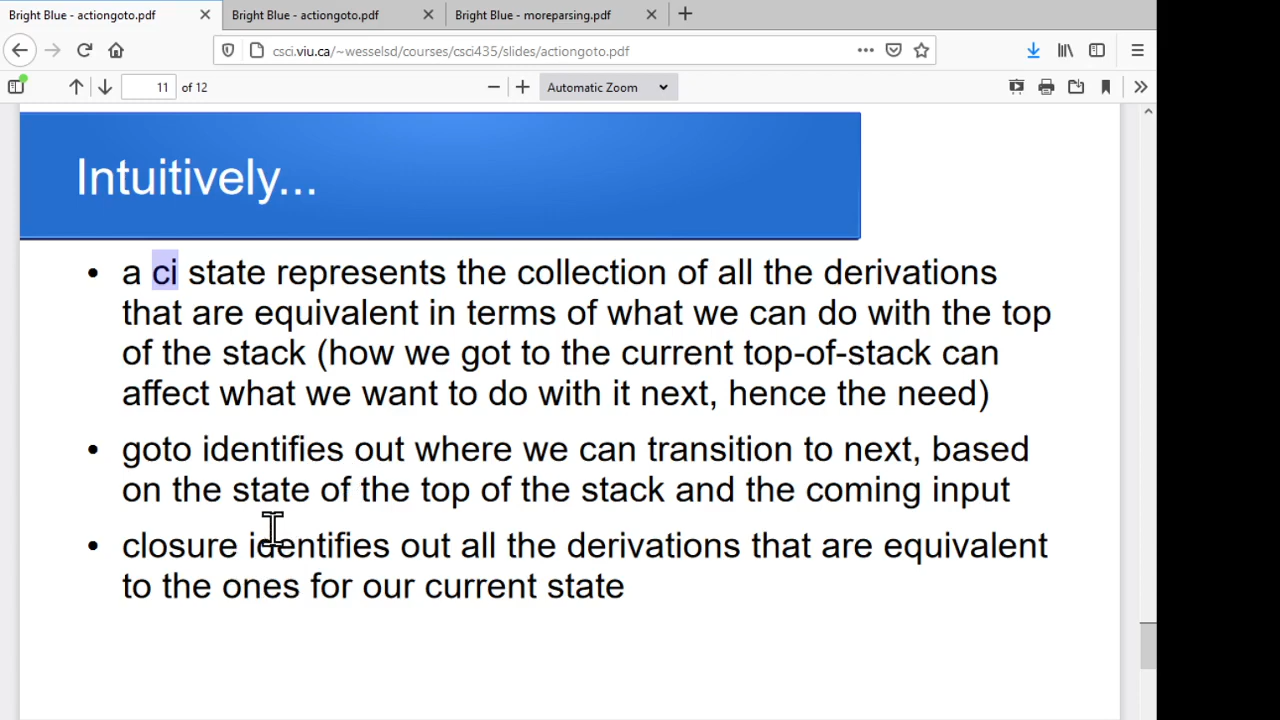 Bright Blue - actiongoto.pdf
Bright Blue - actiongoto.pdf
Bright Blue - moreparsing.pdf
csci.viu.ca/~wesselsd/courses/csci435/slides/actiongoto.pdf
11 of 12
Automatic Zoom
Intuitively...
• a ci state represents the collection of all the derivations
that are equivalent in terms of what we can do with the top
of the stack (how we got to the current top-of-stack can
affect what we want to do with it next, hence the need)
• goto identifies out where we can transition to next, based
on the state of the top of the stack and the coming input
• closure identifies out all the derivations that are equivalent
to the ones for our current state